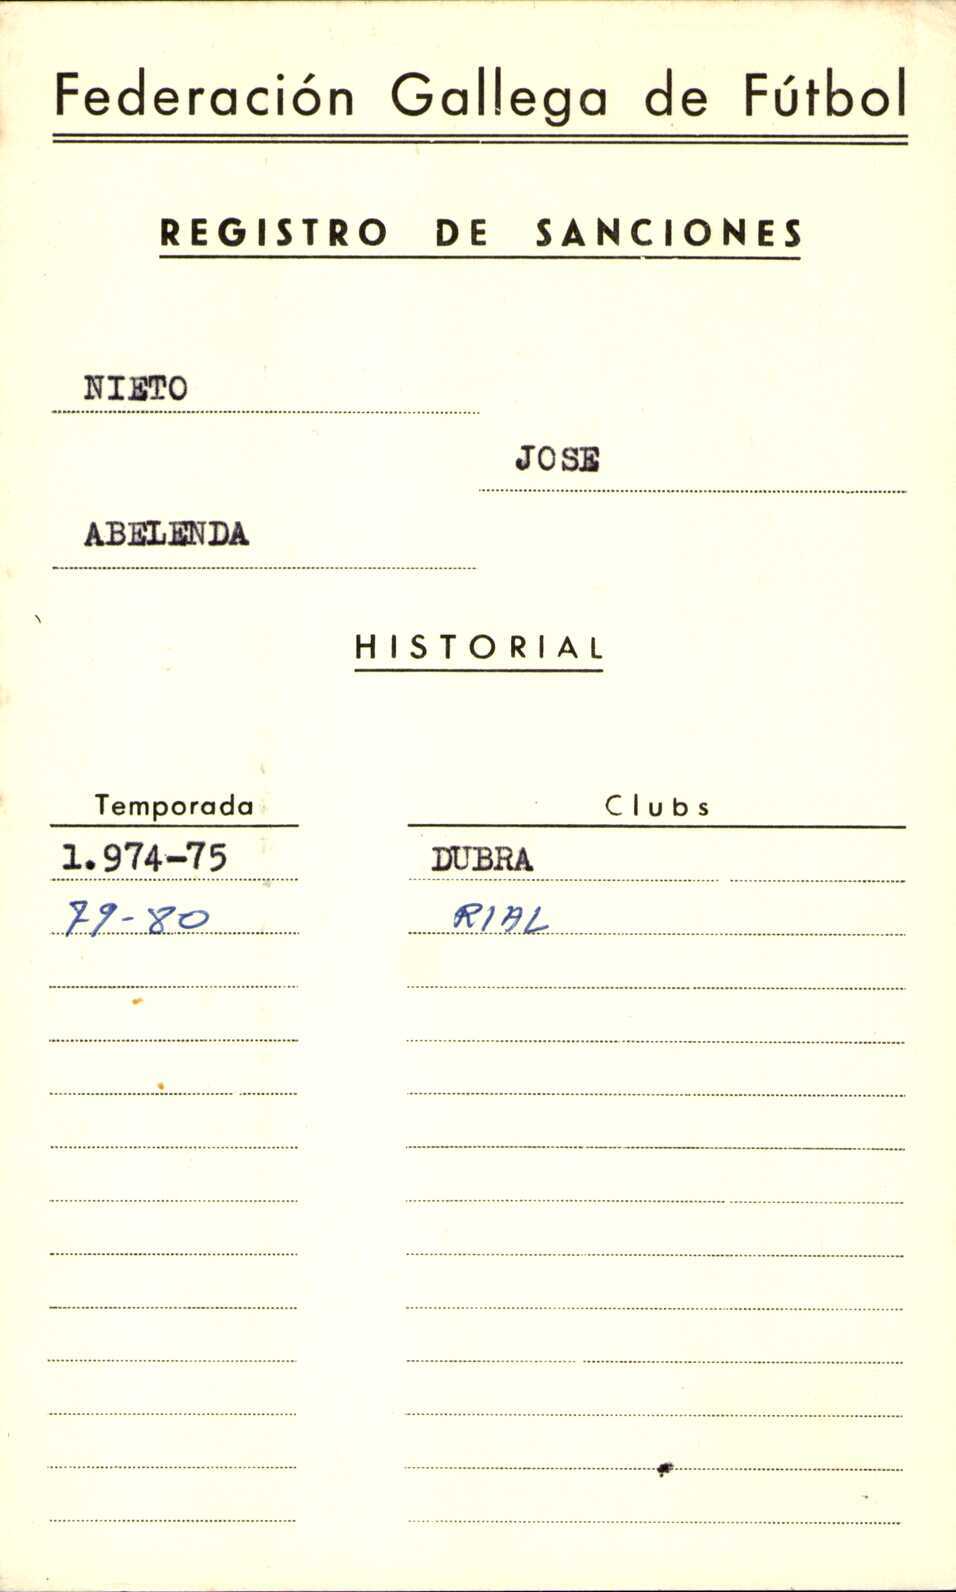 Federación Gallega de Fútbol
REGISTRO DE SANCIONES
NIETO
JOSE
ABELENDA
HISTORIAL
Temporada Clubs
1.974-75 DUBRA
79-80 RIAL